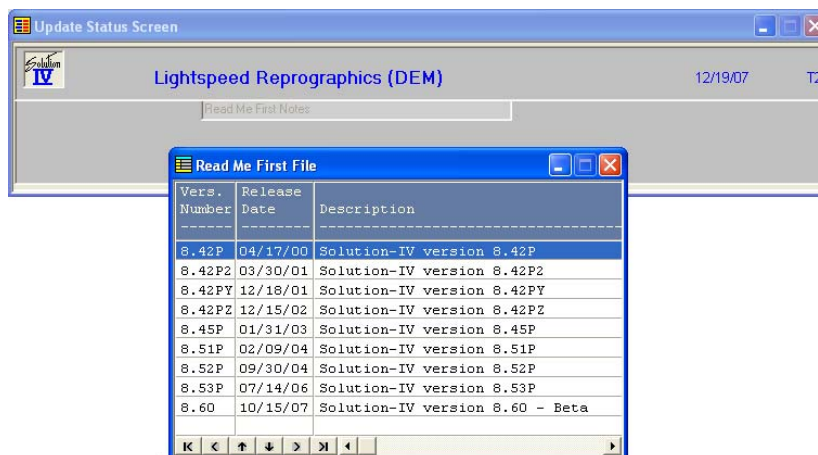 Update Status Screen
Solution IV
Lightspeed Reprographics (DEM) 12/19/07 T2
Read Me First Notes
Read Me First File
Vers. Release
Number Date Description
------ -------- ------------------------------------
8.42P 04/17/00 Solution-IV version 8.42P
8.42P2 03/30/01 Solution-IV version 8.42P2
8.42PY 12/18/01 Solution-IV version 8.42PY
8.42PZ 12/15/02 Solution-IV version 8.42PZ
8.45P 01/31/03 Solution-IV version 8.45P
8.51P 02/09/04 Solution-IV version 8.51P
8.52P 09/30/04 Solution-IV version 8.52P
8.53P 07/14/06 Solution-IV version 8.53P
8.60 10/15/07 Solution-IV version 8.60 - Beta